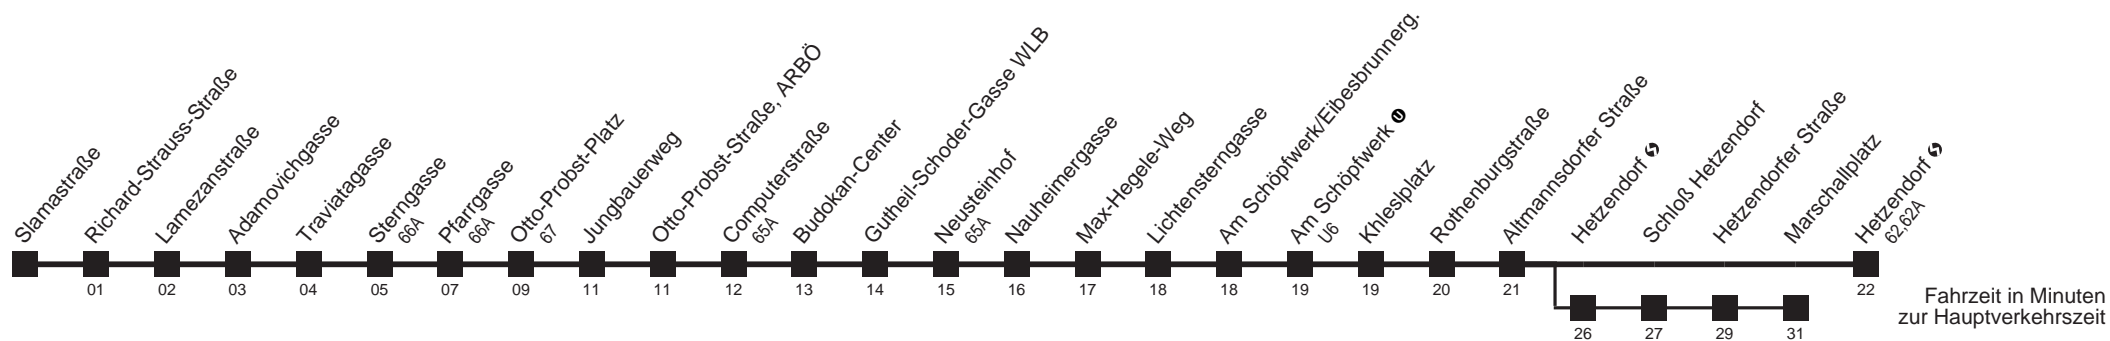 Slamastraße
Richard-Strauss-Straße
Lamezanstraße
Adamovichgasse
Traviatagasse
Sterngasse
66A
Pfarrgasse
66A
Otto-Probst-Platz
67
Jungbauerweg
Otto-Probst-Straße, ARBÖ
Computerstraße
65A
Budokan-Center
Gutheil-Schoder-Gasse WLB
Neusteinhof
65A
Nauheimergasse
Max-Hegele-Weg
Lichtensterngasse
Am Schöpfwerk/Eibesbrunnerg.
Am Schöpfwerk U
U6
Khleslplatz
Rothenburgstraße
Altmannsdorfer Straße
Hetzendorf
Schloß Hetzendorf
Hetzendorfer Straße
Marschallplatz
Hetzendorf
62,62A
01 02 03 04 05 07 09 11 11 12 13 14 15 16 17 18 18 19 19 20 21 22
26 27 29 31
Fahrzeit in Minuten
zur Hauptverkehrszeit